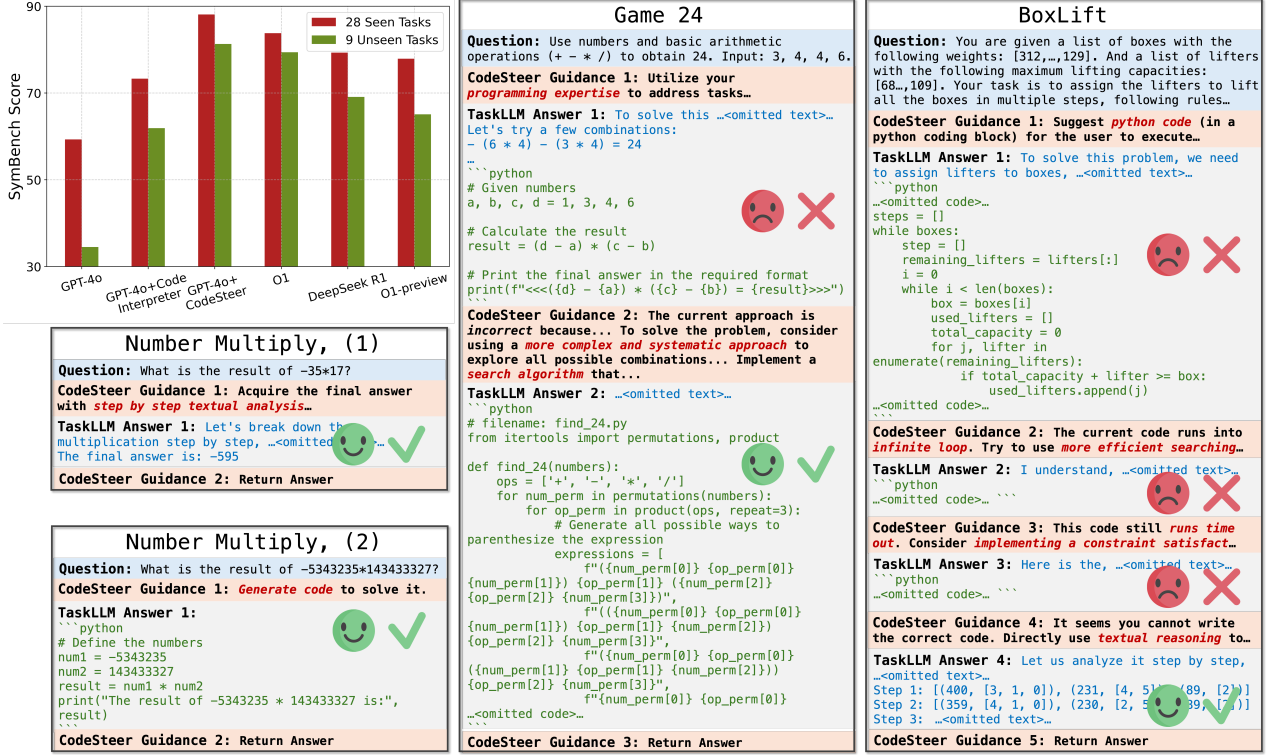 90
70
50
30
SymBench Score
28 Seen Tasks
9 Unseen Tasks
GPT-4o
GPT-4o+Code
Interpreter
GPT-4o+
CodeSteer
O1
DeepSeek R1
O1-preview
Number Multiply, (1)
Question: What is the result of −35*17?
CodeSteer Guidance 1: Acquire the final answer
with step by step textual analysis…
TaskLLM Answer 1: Let's break down the
multiplication step by step, …<omitted
The final answer is: −595
CodeSteer Guidance 2: Return Answer
Number Multiply, (2)
Question: What is the result of −5343235*143433327?
CodeSteer Guidance 1: Generate code to solve it.
TaskLLM Answer 1:
```python
# Define the numbers
num1 = −5343235
num2 = 143433327
result = num1 * num2
print("The result of −5343235 * 143433327 is:",
result)
```
CodeSteer Guidance 2: Return Answer
Game 24
Question: Use numbers and basic arithmetic
operations (+ − * /) to obtain 24. Input: 3, 4, 4, 6.
CodeSteer Guidance 1: Utilize your
programming expertise to address tasks…
TaskLLM Answer 1: To solve this …<omitted text>…
Let's try a few combinations:
− (6 * 4) − (3 * 4) = 24
…
```python
# Given numbers
a, b, c, d = 1, 3, 4, 6
# Calculate the result
result = (d − a) * (c − b)
# Print the final answer in the required format
print(f"<<<({d} − {a}) * ({c} − {b}) = {result}>>>")
```
CodeSteer Guidance 2: The current approach is
incorrect because... To solve the problem, consider
using a more complex and systematic approach to
explore all possible combinations... Implement a
search algorithm that...
TaskLLM Answer 2: …<omitted text>…
```python
# filename: find_24.py
from itertools import permutations, product
def find_24(numbers):
ops = ['+', '−', '*', '/']
for num_perm in permutations(numbers):
for op_perm in product(ops, repeat=3):
# Generate all possible ways to
parenthesize the expression
expressions = [
f"({num_perm[0]} {op_perm[0]}
{num_perm[1]}) {op_perm[1]} ({num_perm[2]}
{op_perm[2]} {num_perm[3]})",
f"(({num_perm[0]} {op_perm[0]}
{num_perm[1]}) {op_perm[1]} {num_perm[2]})
{op_perm[2]} {num_perm[3]}",
f"({num_perm[0]} {op_perm[0]}
({num_perm[1]} {op_perm[1]} {num_perm[2]}))
{op_perm[2]} {num_perm[3]}",
f"{num_perm[0]} {op_perm[0]}
…<omitted code>…
```
CodeSteer Guidance 3: Return Answer
BoxLift
Question: You are given a list of boxes with the
following weights: [312,…,129]. And a list of lifters
with the following maximum lifting capacities:
[68…,109]. Your task is to assign the lifters to lift
all the boxes in multiple steps, following rules…
CodeSteer Guidance 1: Suggest python code (in a
python coding block) for the user to execute…
TaskLLM Answer 1: To solve this problem, we need
to assign lifters to boxes, …<omitted text>…
```python
…<omitted code>…
steps = []
while boxes:
step = []
remaining_lifters = lifters[:]
i = 0
while i < len(boxes):
box = boxes[i]
used_lifters = []
total_capacity = 0
for j, lifter in
enumerate(remaining_lifters):
if total_capacity + lifter >= box:
used_lifters.append(j)
…<omitted code>…
```
CodeSteer Guidance 2: The current code runs into
infinite loop. Try to use more efficient searching…
TaskLLM Answer 2: I understand, …<omitted text>…
```python
…<omitted code>… ```
CodeSteer Guidance 3: This code still runs time
out. Consider implementing a constraint satisfact…
TaskLLM Answer 3: Here is the, …<omitted text>…
```python
…<omitted code>… ```
CodeSteer Guidance 4: It seems you cannot write
the correct code. Directly use textual reasoning to…
TaskLLM Answer 4: Let us analyze it step by step,
…<omitted text>…
Step 1: [(400, [3, 1, 0]), (231, [4, 5]), (89, [2])]
Step 2: [(359, [4, 1, 0]), (230, [2, 5
Step 3: …<omitted text>…
CodeSteer Guidance 5: Return Answer